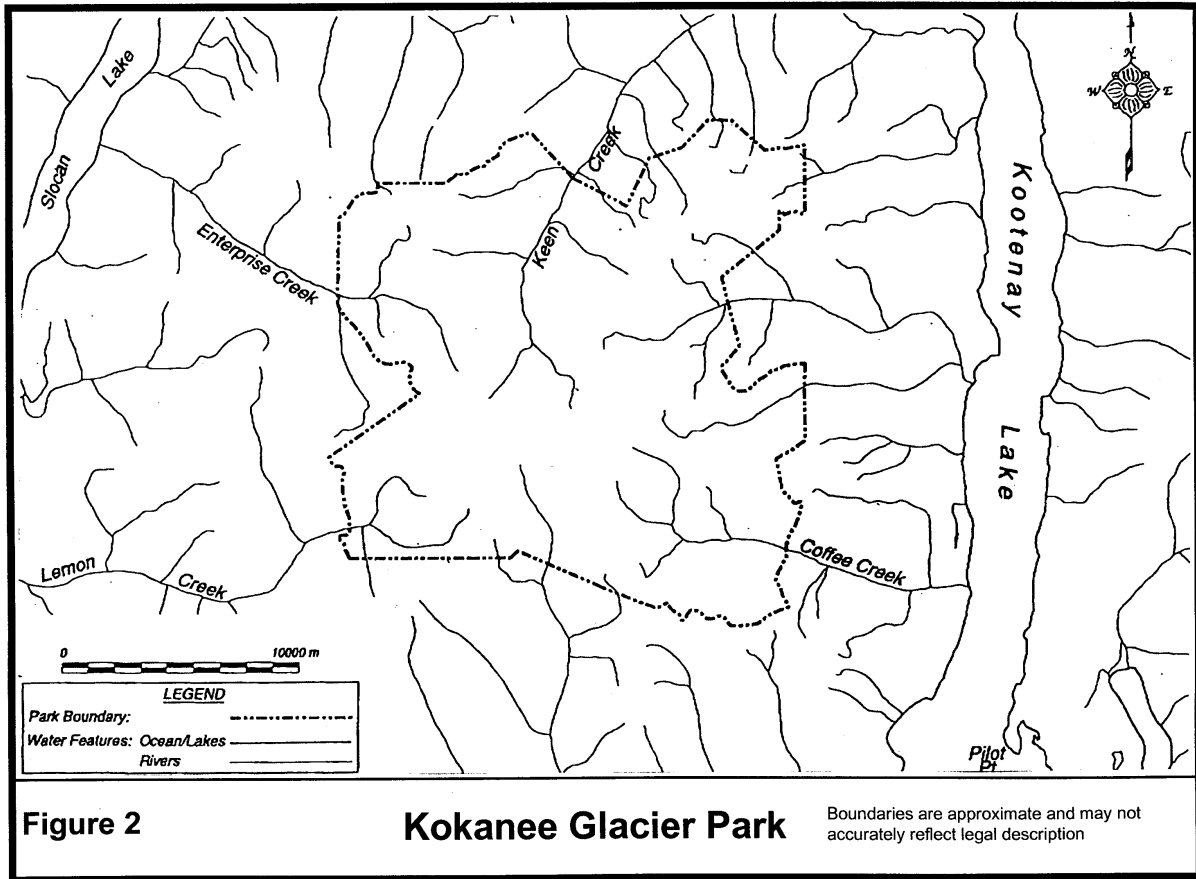 Slocan Lake
N
W E
Creek
Keen
Enterprise Creek
Kootenay
Lake
Coffee Creek
Lemon Creek
0 10000 m
LEGEND
Park Boundary:
Water Features: Ocean/Lakes
Rivers
Pilot
Pt
Figure 2
Kokanee Glacier Park
Boundaries are approximate and may not
accurately reflect legal description